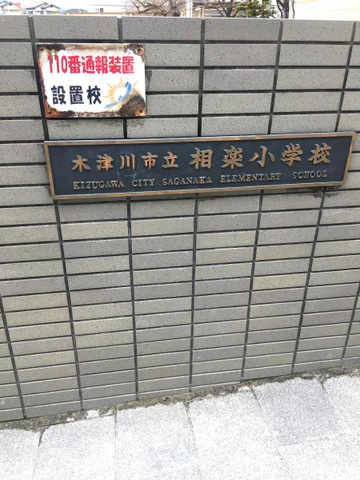 110番通報装置
設置校
木津川市立 相楽小学校
KIZUGAWA CITY SAGANAKA ELEMENTARY SCHOOL